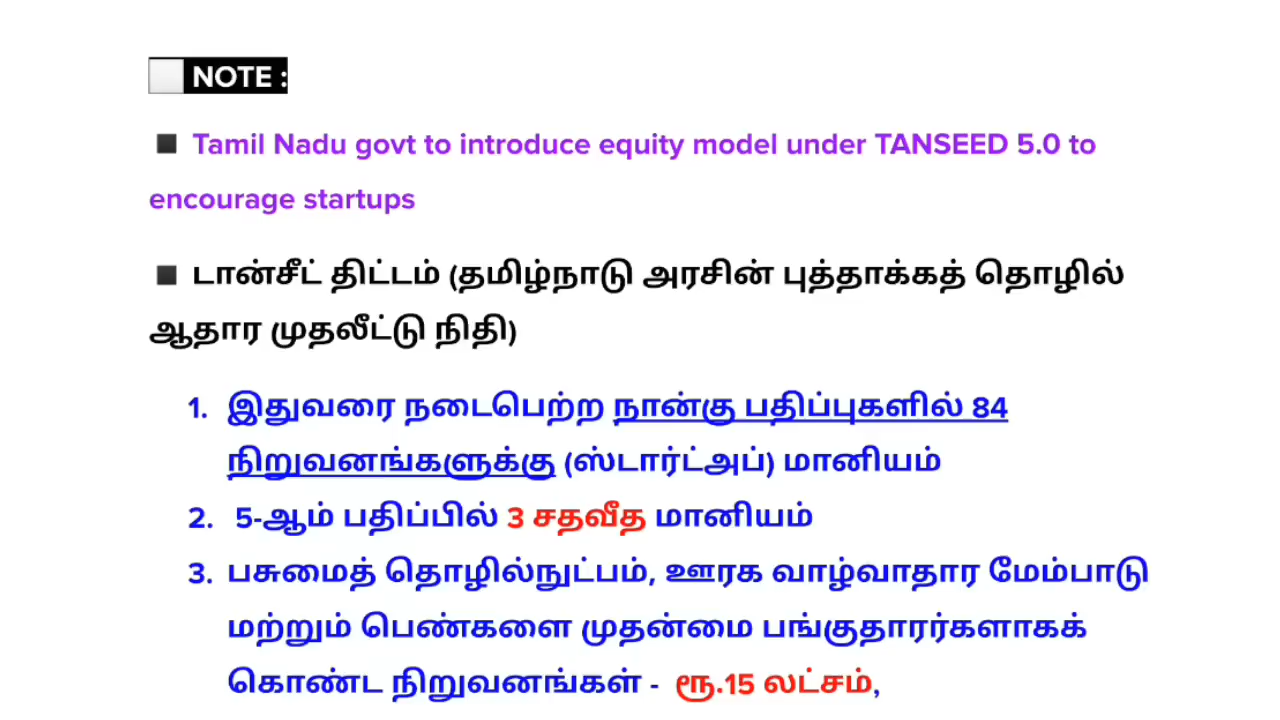 NOTE :
◾ Tamil Nadu govt to introduce equity model under TANSEED 5.0 to
encourage startups
◾ டான்சீட் திட்டம் (தமிழ்நாடு அரசின் புத்தாக்கத் தொழில்
ஆதார முதலீட்டு நிதி)
1. இதுவரை நடைபெற்ற நான்கு பதிப்புகளில் 84
நிறுவனங்களுக்கு (ஸ்டார்ட்அப்) மானியம்
2. 5-ஆம் பதிப்பில் 3 சதவீத மானியம்
3. பசுமைத் தொழில்நுட்பம், ஊரக வாழ்வாதார மேம்பாடு
மற்றும் பெண்களை முதன்மை பங்குதாரர்களாகக்
கொண்ட நிறுவனங்கள் - ரூ.15 லட்சம்,